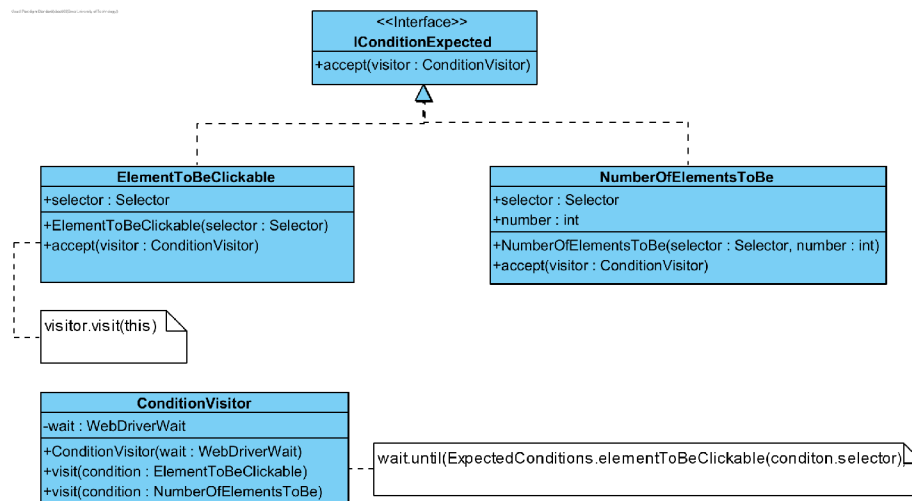 <<Interface>>
IConditionExpected
+accept(visitor : ConditionVisitor)
ElementToBeClickable
+selector : Selector
+ElementToBeClickable(selector : Selector)
+accept(visitor : ConditionVisitor)
NumberOfElementsToBe
+selector : Selector
+number : int
+NumberOfElementsToBe(selector : Selector, number : int)
+accept(visitor : ConditionVisitor)
visitor.visit(this)
ConditionVisitor
-wait : WebDriverWait
+ConditionVisitor(wait : WebDriverWait)
+visit(condition : ElementToBeClickable)
+visit(condition : NumberOfElementsToBe)
wait.until(ExpectedConditions.elementToBeClickable(conditon.selector)